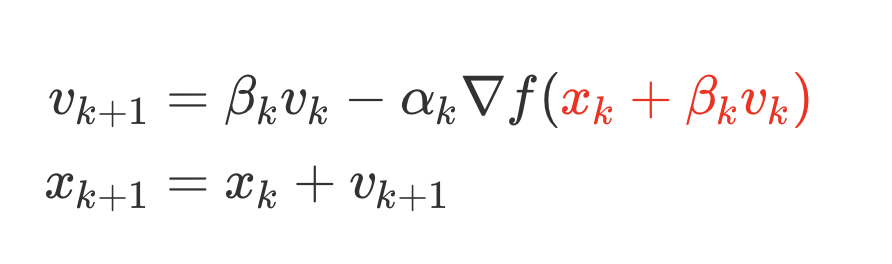 v_{k+1} = β_k v_k − α_k ∇f(x_k + β_k v_k)
x_{k+1} = x_k + v_{k+1}